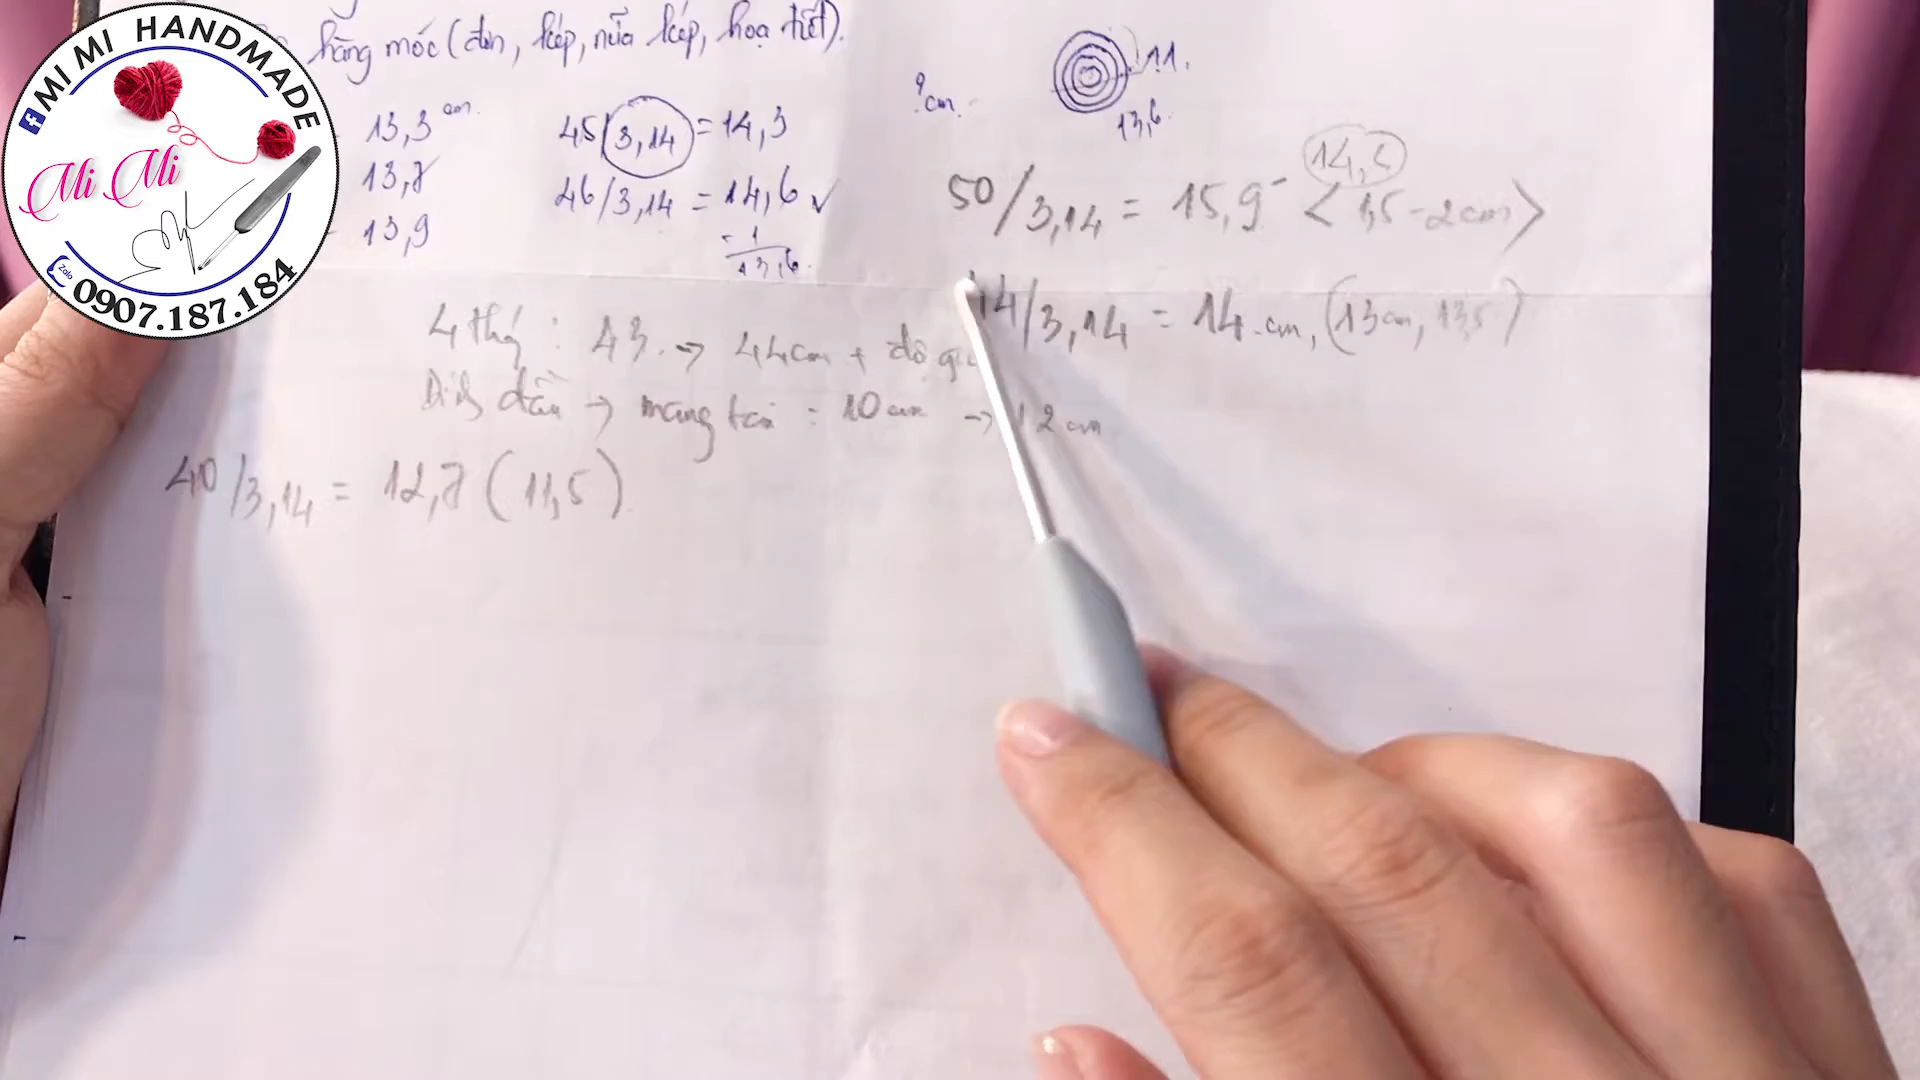 MI MI HANDMADE
Mi Mi
Zalo
0907.187.184
hàng móc (đơn, kép, nửa kép, hoạ tiết).
13,3 cm.
13,7
13,9
45/3,14 = 14,3
46/3,14 = 14,6 ✓
- 1
13,6.
? cm.
11.
13,6.
14,5
50/3,14 = 15,9 - <1,5 - 2cm>
44/3,14 = 14 cm, (13cm, 13,5)
4 thg : 43. → 44cm + độ
Đỉnh đầu → mang tai : 10 cm → 12 cm
40/3,14 = 12,7 (11,5)